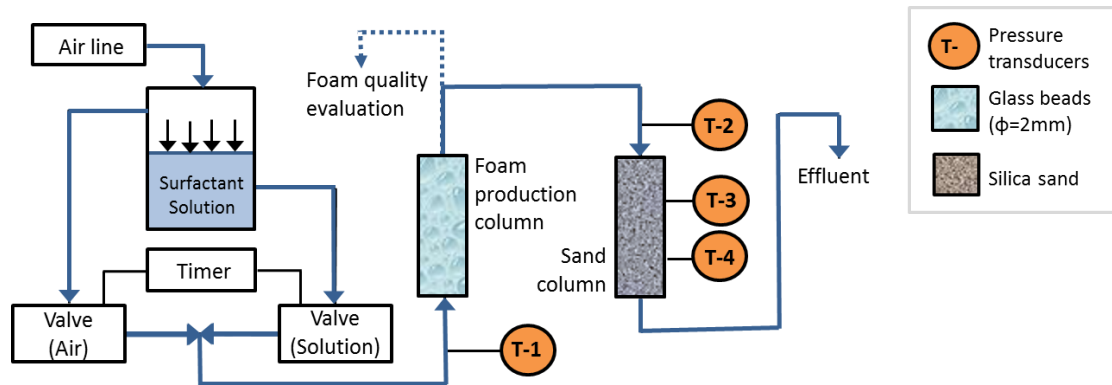 Air line
Surfactant
Solution
Timer
Valve
(Air)
Valve
(Solution)
Foam quality
evaluation
Foam
production
column
T-1
T-2
T-3
T-4
Sand
column
Effluent
T-
Pressure
transducers
Glass beads
(ϕ=2mm)
Silica sand